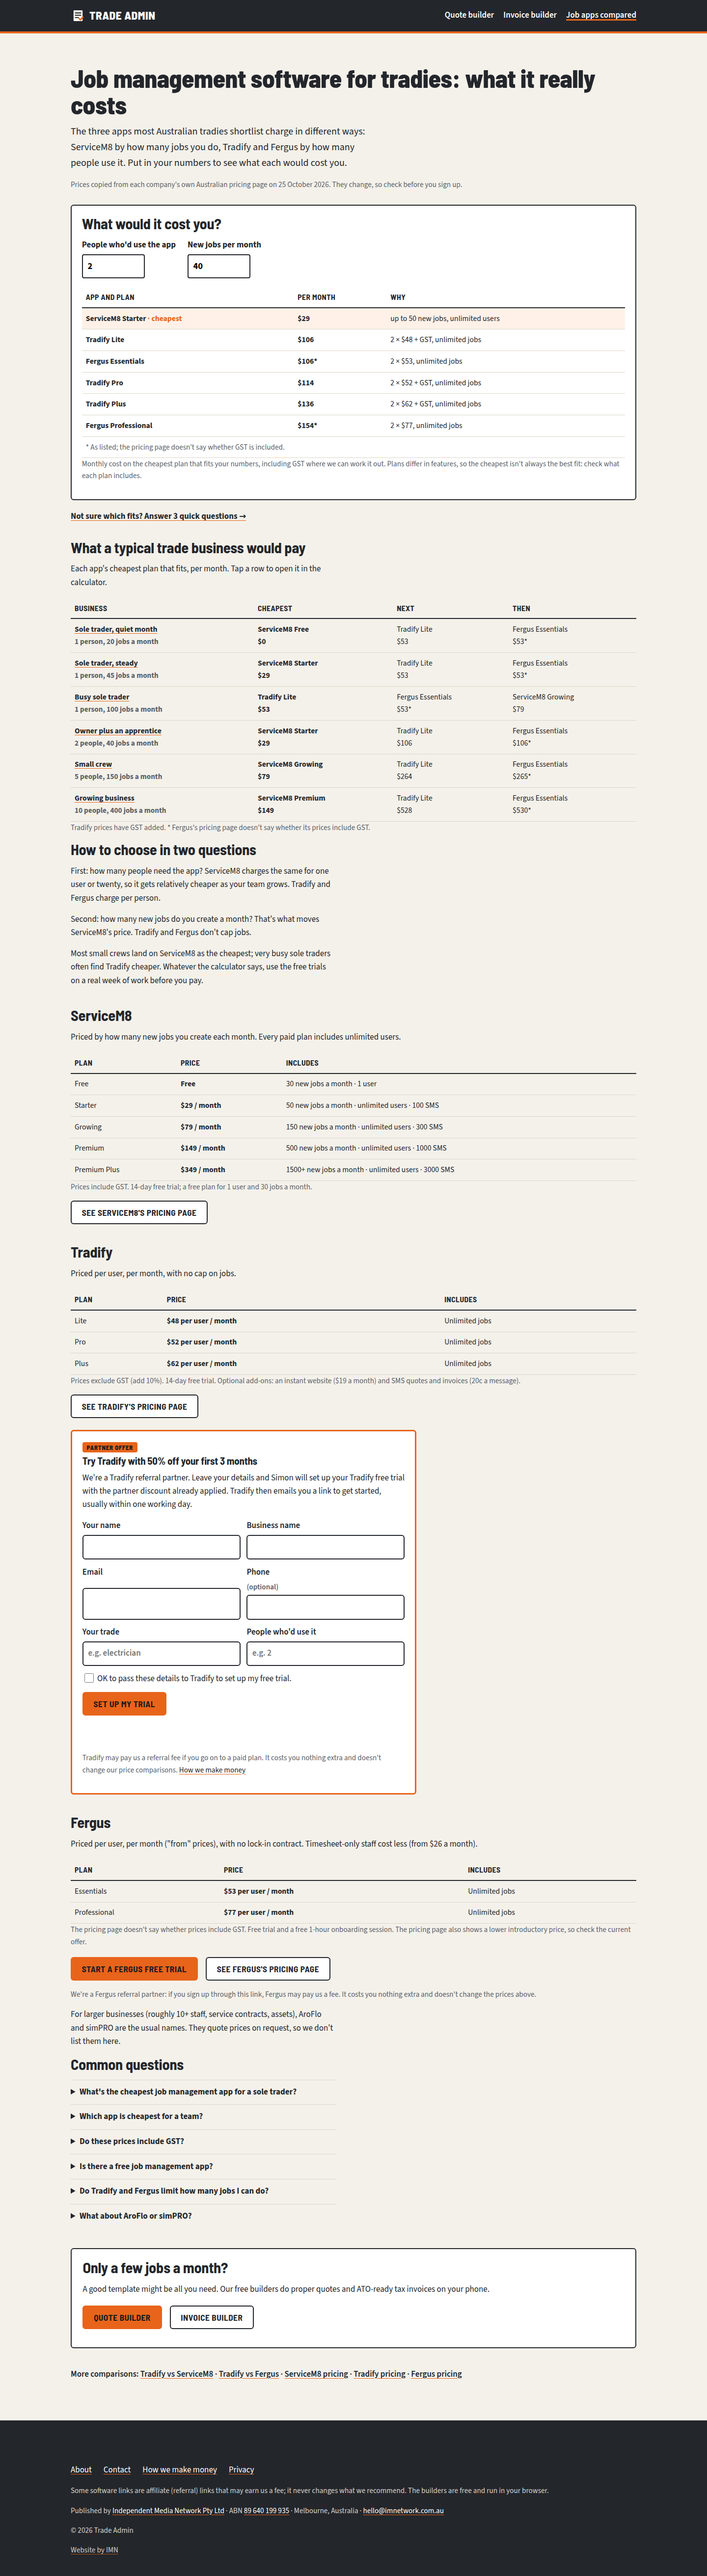 TRADE ADMIN
Quote builder Invoice builder Job apps compared
Job management software for tradies: what it really
costs
The three apps most Australian tradies shortlist charge in different ways:
ServiceM8 by how many jobs you do, Tradify and Fergus by how many
people use it. Put in your numbers to see what each would cost you.
Prices copied from each company's own Australian pricing page on 25 October 2026. They change, so check before you sign up.
What would it cost you?
People who'd use the app New jobs per month
2 40
APP AND PLAN PER MONTH WHY
ServiceM8 Starter · cheapest $29 up to 50 new jobs, unlimited users
Tradify Lite $106 2 × $48 + GST, unlimited jobs
Fergus Essentials $106* 2 × $53, unlimited jobs
Tradify Pro $114 2 × $52 + GST, unlimited jobs
Tradify Plus $136 2 × $62 + GST, unlimited jobs
Fergus Professional $154* 2 × $77, unlimited jobs
* As listed; the pricing page doesn't say whether GST is included.
Monthly cost on the cheapest plan that fits your numbers, including GST where we can work it out. Plans differ in features, so the cheapest isn't always the best fit: check what
each plan includes.
Not sure which fits? Answer 3 quick questions →
What a typical trade business would pay
Each app's cheapest plan that fits, per month. Tap a row to open it in the
calculator.
BUSINESS CHEAPEST NEXT THEN
Sole trader, quiet month ServiceM8 Free Tradify Lite Fergus Essentials
1 person, 20 jobs a month $0 $53 $53*
Sole trader, steady ServiceM8 Starter Tradify Lite Fergus Essentials
1 person, 45 jobs a month $29 $53 $53*
Busy sole trader Tradify Lite Fergus Essentials ServiceM8 Growing
1 person, 100 jobs a month $53 $53* $79
Owner plus an apprentice ServiceM8 Starter Tradify Lite Fergus Essentials
2 people, 40 jobs a month $29 $106 $106*
Small crew ServiceM8 Growing Tradify Lite Fergus Essentials
5 people, 150 jobs a month $79 $264 $265*
Growing business ServiceM8 Premium Tradify Lite Fergus Essentials
10 people, 400 jobs a month $149 $528 $530*
Tradify prices have GST added. * Fergus's pricing page doesn't say whether its prices include GST.
How to choose in two questions
First: how many people need the app? ServiceM8 charges the same for one
user or twenty, so it gets relatively cheaper as your team grows. Tradify and
Fergus charge per person.
Second: how many new jobs do you create a month? That's what moves
ServiceM8's price. Tradify and Fergus don't cap jobs.
Most small crews land on ServiceM8 as the cheapest; very busy sole traders
often find Tradify cheaper. Whatever the calculator says, use the free trials
on a real week of work before you pay.
ServiceM8
Priced by how many new jobs you create each month. Every paid plan includes unlimited users.
PLAN PRICE INCLUDES
Free Free 30 new jobs a month · 1 user
Starter $29 / month 50 new jobs a month · unlimited users · 100 SMS
Growing $79 / month 150 new jobs a month · unlimited users · 300 SMS
Premium $149 / month 500 new jobs a month · unlimited users · 1000 SMS
Premium Plus $349 / month 1500+ new jobs a month · unlimited users · 3000 SMS
Prices include GST. 14-day free trial; a free plan for 1 user and 30 jobs a month.
SEE SERVICEM8'S PRICING PAGE
Tradify
Priced per user, per month, with no cap on jobs.
PLAN PRICE INCLUDES
Lite $48 per user / month Unlimited jobs
Pro $52 per user / month Unlimited jobs
Plus $62 per user / month Unlimited jobs
Prices exclude GST (add 10%). 14-day free trial. Optional add-ons: an instant website ($19 a month) and SMS quotes and invoices (20c a message).
SEE TRADIFY'S PRICING PAGE
PARTNER OFFER
Try Tradify with 50% off your first 3 months
We're a Tradify referral partner. Leave your details and Simon will set up your Tradify free trial
with the partner discount already applied. Tradify then emails you a link to get started,
usually within one working day.
Your name Business name
Email Phone
(optional)
Your trade People who'd use it
e.g. electrician e.g. 2
OK to pass these details to Tradify to set up my free trial.
SET UP MY TRIAL
Tradify may pay us a referral fee if you go on to a paid plan. It costs you nothing extra and doesn't
change our price comparisons. How we make money
Fergus
Priced per user, per month ("from" prices), with no lock-in contract. Timesheet-only staff cost less (from $26 a month).
PLAN PRICE INCLUDES
Essentials $53 per user / month Unlimited jobs
Professional $77 per user / month Unlimited jobs
The pricing page doesn't say whether prices include GST. Free trial and a free 1-hour onboarding session. The pricing page also shows a lower introductory price, so check the current
offer.
START A FERGUS FREE TRIAL SEE FERGUS'S PRICING PAGE
We're a Fergus referral partner: if you sign up through this link, Fergus may pay us a fee. It costs you nothing extra and doesn't change the prices above.
For larger businesses (roughly 10+ staff, service contracts, assets), AroFlo
and simPRO are the usual names. They quote prices on request, so we don't
list them here.
Common questions
What's the cheapest job management app for a sole trader?
Which app is cheapest for a team?
Do these prices include GST?
Is there a free job management app?
Do Tradify and Fergus limit how many jobs I can do?
What about AroFlo or simPRO?
Only a few jobs a month?
A good template might be all you need. Our free builders do proper quotes and ATO-ready tax invoices on your phone.
QUOTE BUILDER INVOICE BUILDER
More comparisons: Tradify vs ServiceM8 · Tradify vs Fergus · ServiceM8 pricing · Tradify pricing · Fergus pricing
About Contact How we make money Privacy
Some software links are affiliate (referral) links that may earn us a fee; it never changes what we recommend. The builders are free and run in your browser.
Published by Independent Media Network Pty Ltd · ABN 89 640 199 935 · Melbourne, Australia · hello@imnetwork.com.au
© 2026 Trade Admin
Website by IMN